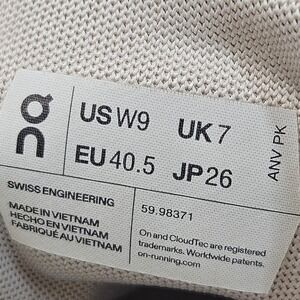 on
US W9 UK 7
EU 40.5 JP 26
ANV PK
SWISS ENGINEERING
MADE IN VIETNAM
HECHO EN VIETNAM
FABRIQUÉ AU VIETNAM
59.98371
On and CloudTec are registered
trademarks. Worldwide patents.
on-running.com